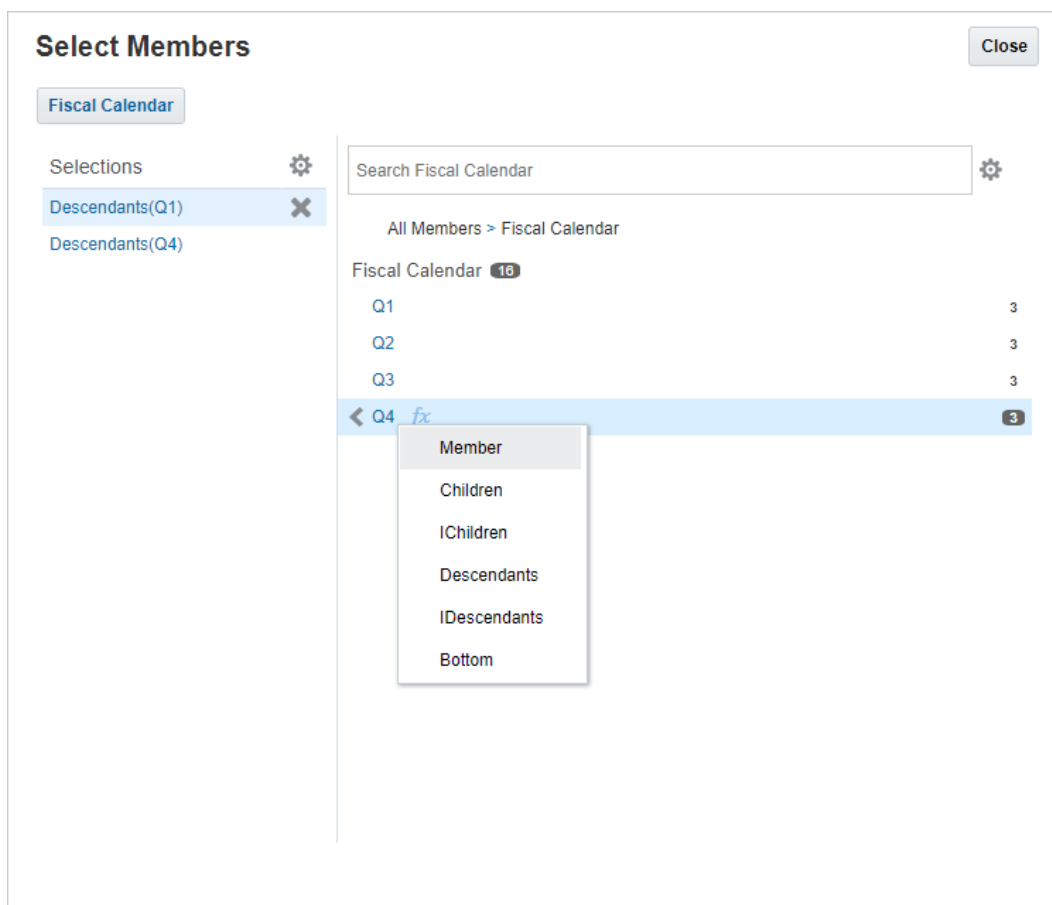 Select Members
Close
Fiscal Calendar
Selections
Descendants(Q1)
Descendants(Q4)
Search Fiscal Calendar
All Members > Fiscal Calendar
Fiscal Calendar 16
Q1 3
Q2 3
Q3 3
Q4 fx 3
Member
Children
IChildren
Descendants
IDescendants
Bottom